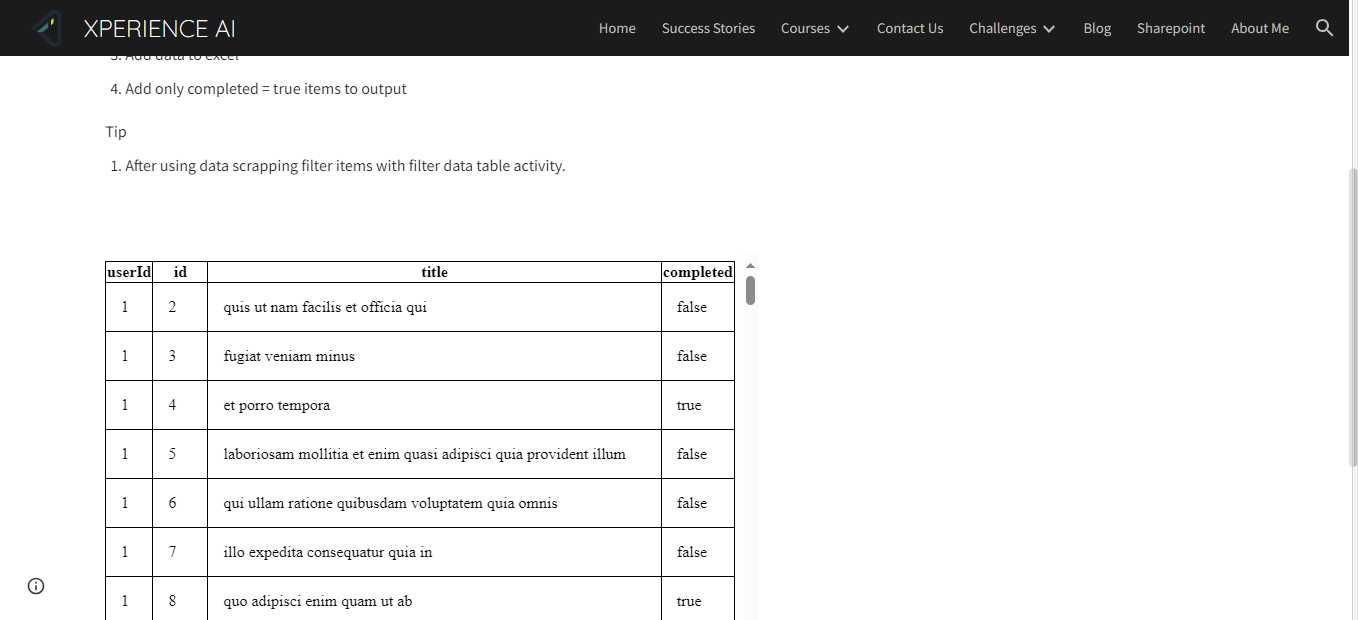 XPERIENCE AI Home Success Stories Courses Contact Us Challenges Blog Sharepoint About Me
3. Add data to excel
4. Add only completed = true items to output
Tip
1. After using data scrapping filter items with filter data table activity.
userId id title completed
1 2 quis ut nam facilis et officia qui false
1 3 fugiat veniam minus false
1 4 et porro tempora true
1 5 laboriosam mollitia et enim quasi adipisci quia provident illum false
1 6 qui ullam ratione quibusdam voluptatem quia omnis false
1 7 illo expedita consequatur quia in false
1 8 quo adipisci enim quam ut ab true